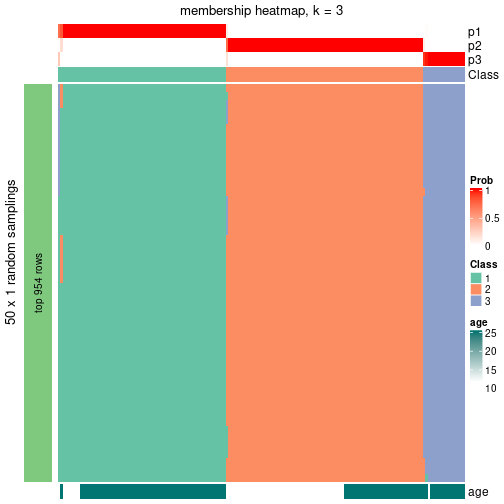 membership heatmap, k = 3
p1
p2
p3
Class
50 x 1 random samplings
top 954 rows
Prob
1
0.5
0
Class
1
2
3
age
25
20
15
10
age